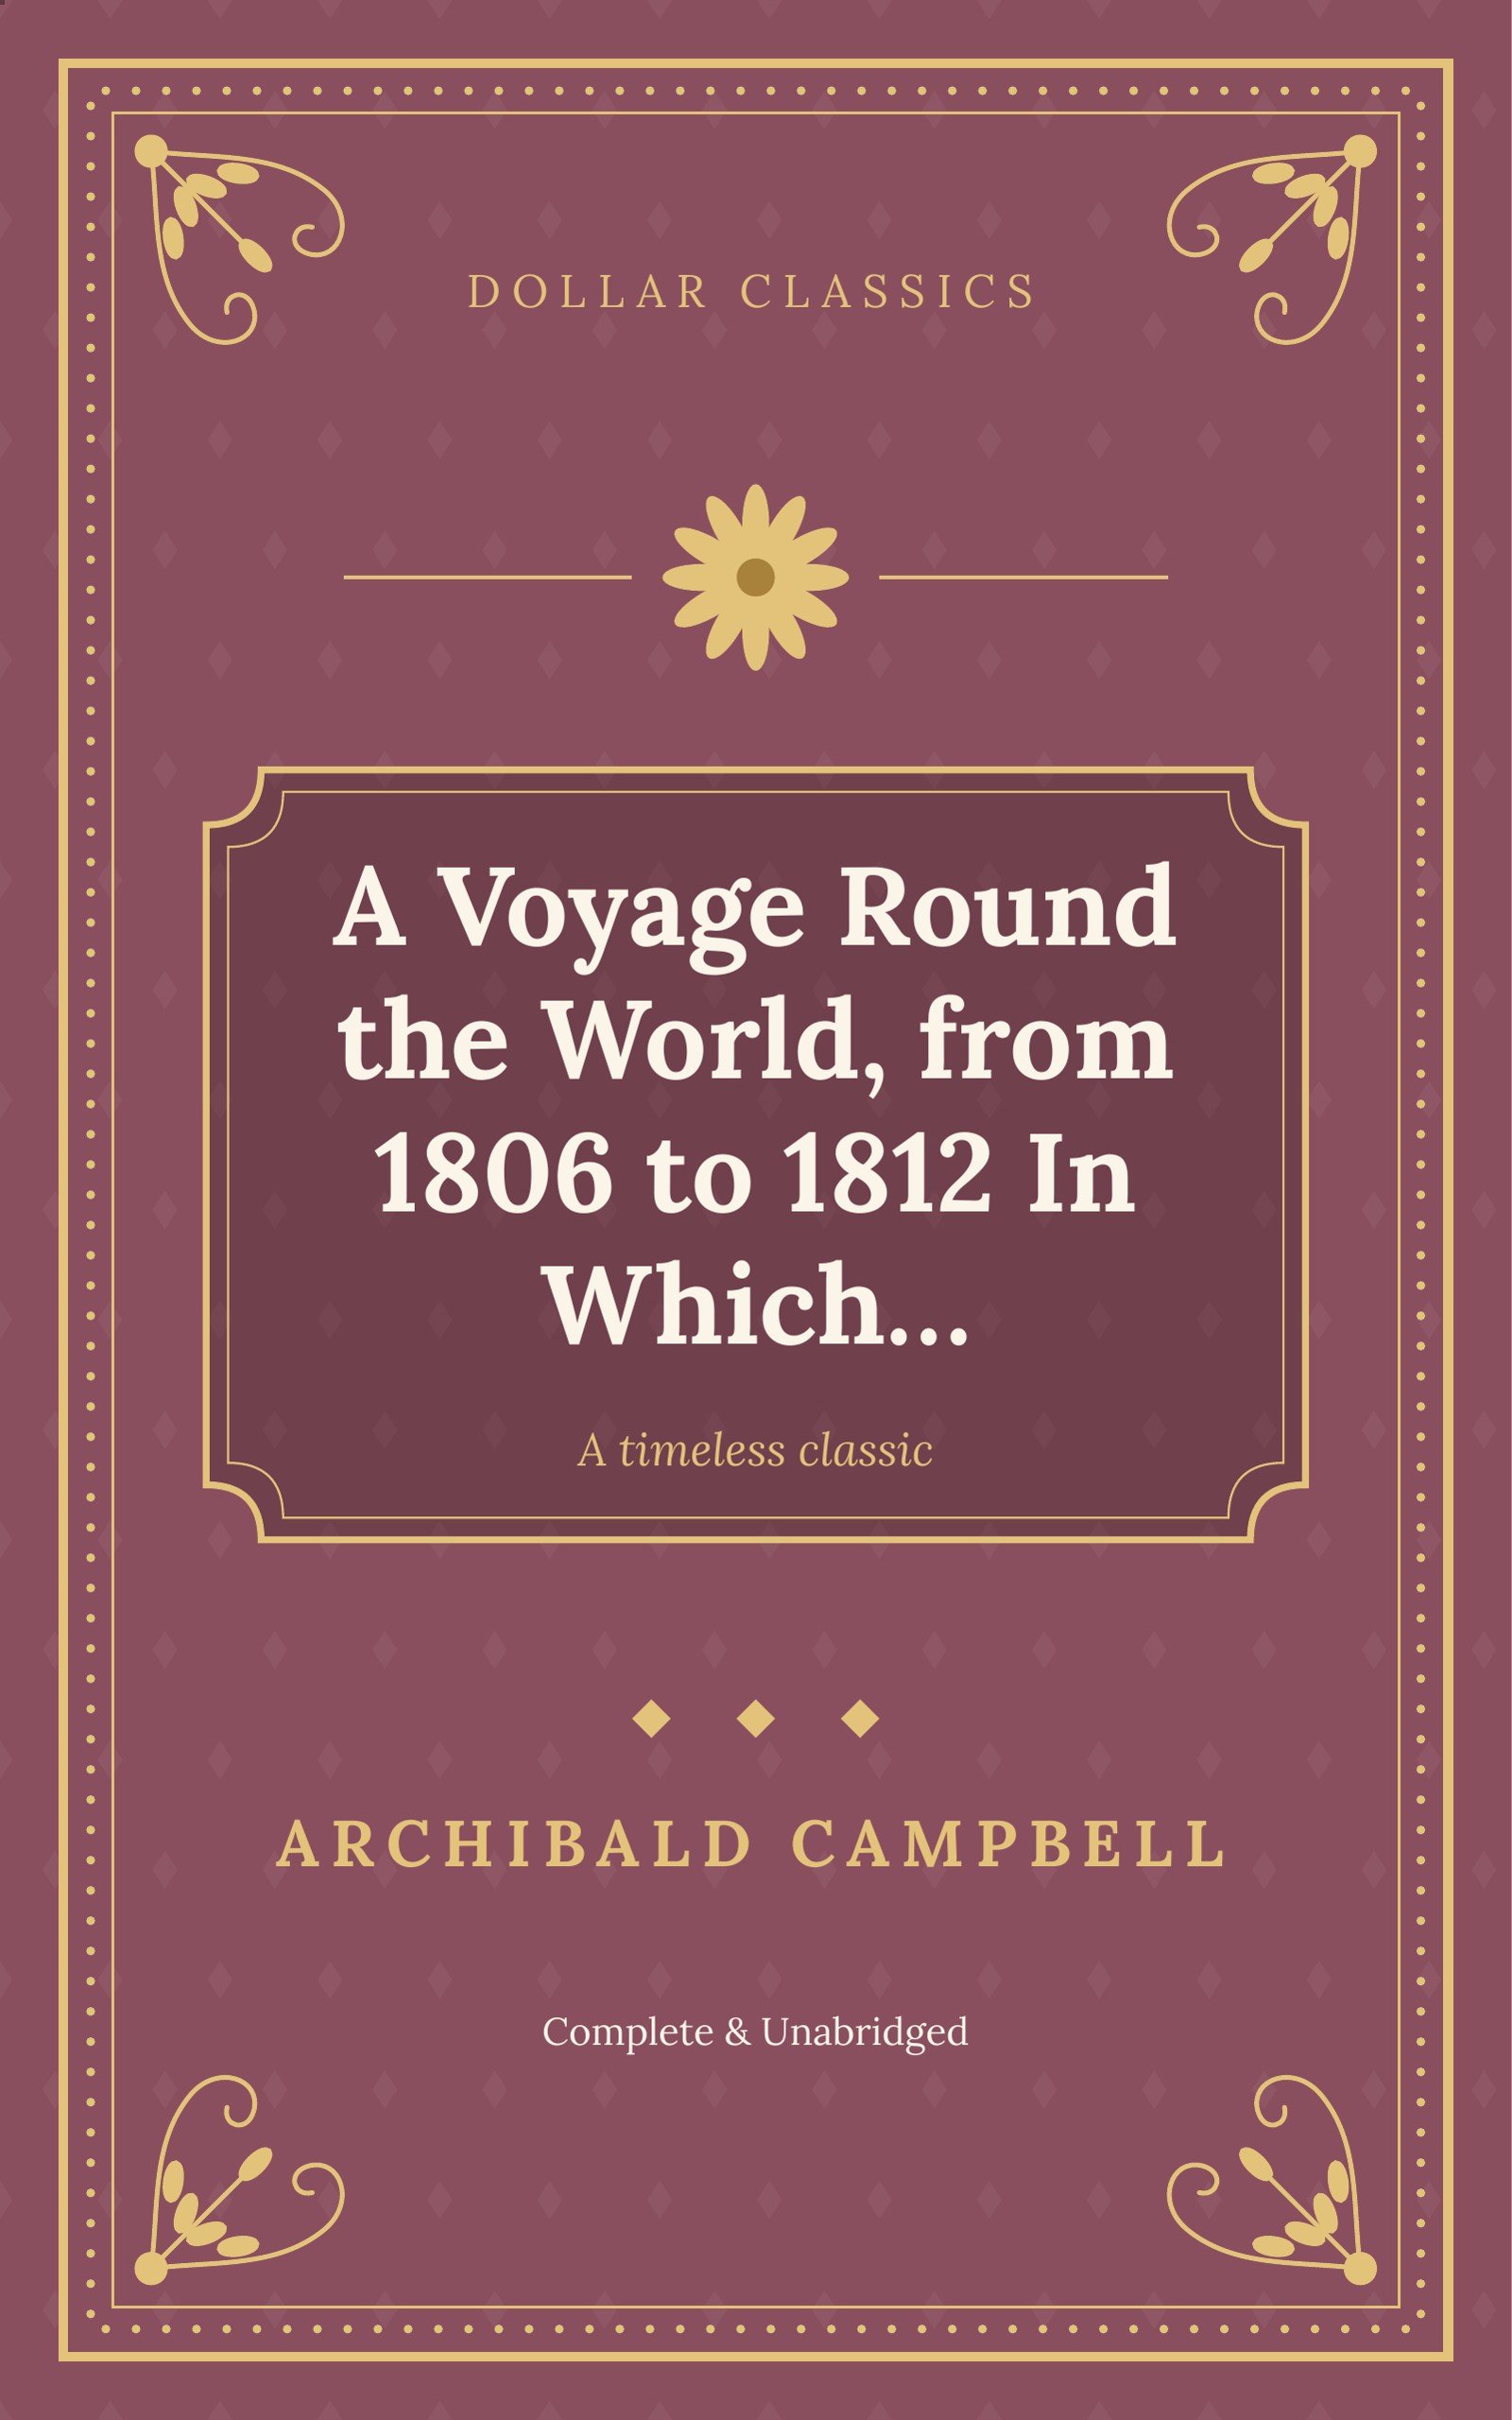 DOLLAR CLASSICS
A Voyage Round
the World, from
1806 to 1812 In
Which...
A timeless classic
ARCHIBALD CAMPBELL
Complete & Unabridged